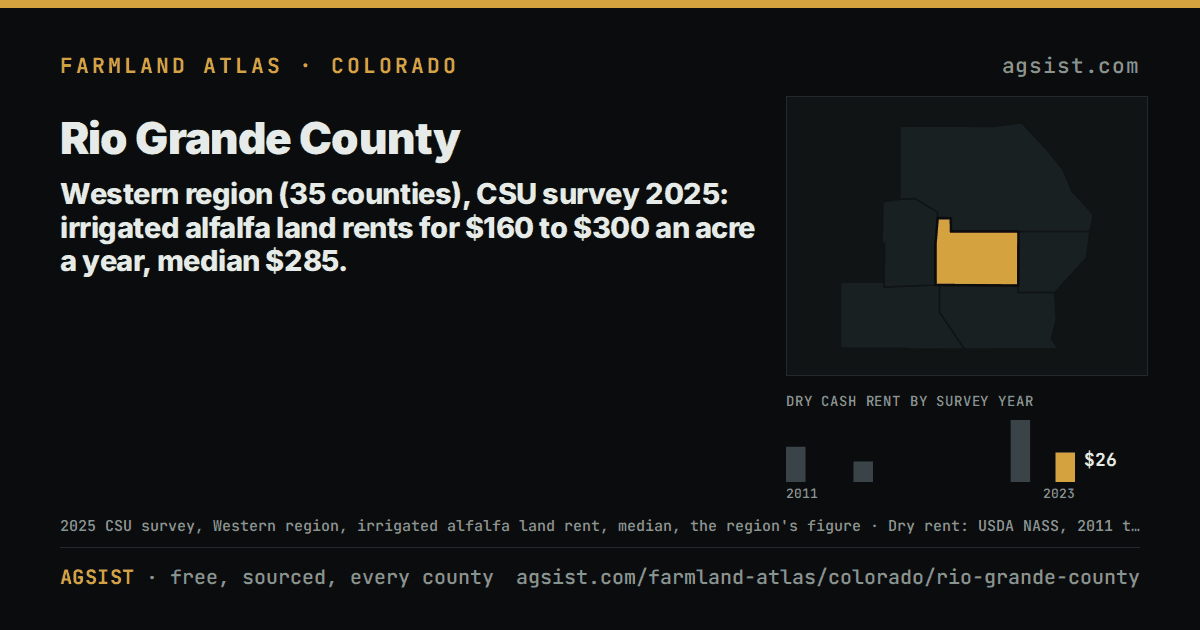 FARMLAND ATLAS · COLORADO
agsist.com
Rio Grande County
Western region (35 counties), CSU survey 2025:
irrigated alfalfa land rents for $160 to $300 an acre
a year, median $285.
DRY CASH RENT BY SURVEY YEAR
$26
2011
2023
2025 CSU survey, Western region, irrigated alfalfa land rent, median, the region's figure · Dry rent: USDA NASS, 2011 t…
AGSIST · free, sourced, every county
agsist.com/farmland-atlas/colorado/rio-grande-county